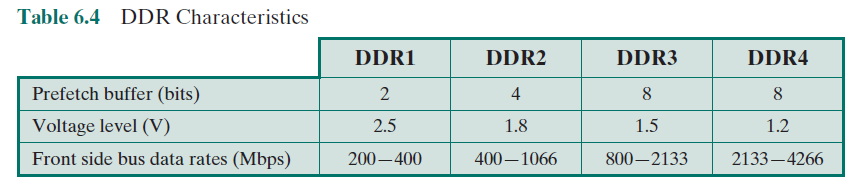 Table 6.4 DDR Characteristics
DDR1 DDR2 DDR3 DDR4
Prefetch buffer (bits) 2 4 8 8
Voltage level (V) 2.5 1.8 1.5 1.2
Front side bus data rates (Mbps) 200—400 400—1066 800—2133 2133—4266